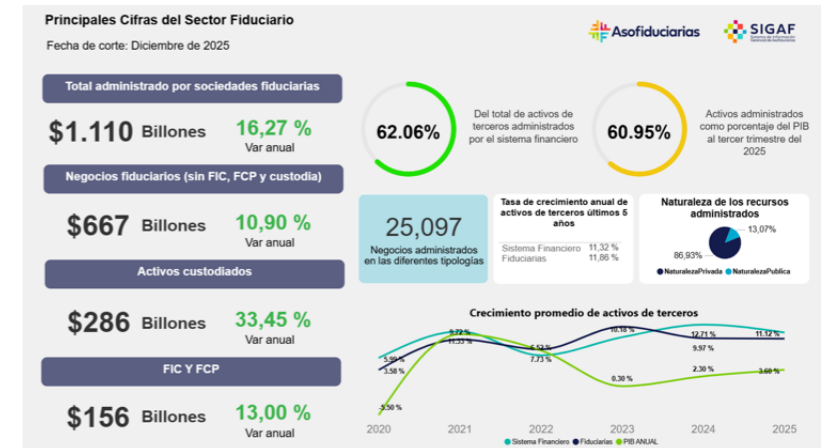 Principales Cifras del Sector Fiduciario
Fecha de corte: Diciembre de 2025
Asofiduciarias
SIGAF
Total administrado por sociedades fiduciarias
$1.110 Billones
16,27 %
Var anual
Negocios fiduciarios (sin FIC, FCP y custodia)
$667 Billones
10,90 %
Var anual
Activos custodiados
$286 Billones
33,45 %
Var anual
FIC Y FCP
$156 Billones
13,00 %
Var anual
62.06%
Del total de activos de
terceros administrados
por el sistema financiero
60.95%
Activos administrados
como porcentaje del PIB
al tercer trimestre del
2025
25,097
Negocios administrados
en las diferentes tipologías
Tasa de crecimiento anual de
activos de terceros últimos 5
años
Sistema Financiero 11,32 %
Fiduciarias 11,86 %
Naturaleza de los recursos
administrados
13,07%
86,93%
NaturalezaPrivada NaturalezaPublica
Crecimiento promedio de activos de terceros
5.99 %
3.58 %
-5.50 %
9.72 %
11.33 %
6.52 %
7.73 %
10.18 %
0.30 %
12.71 %
9.97 %
2.30 %
11.12 %
3.60 %
2020 2021 2022 2023 2024 2025
Sistema Financiero Fiduciarias PIB ANUAL